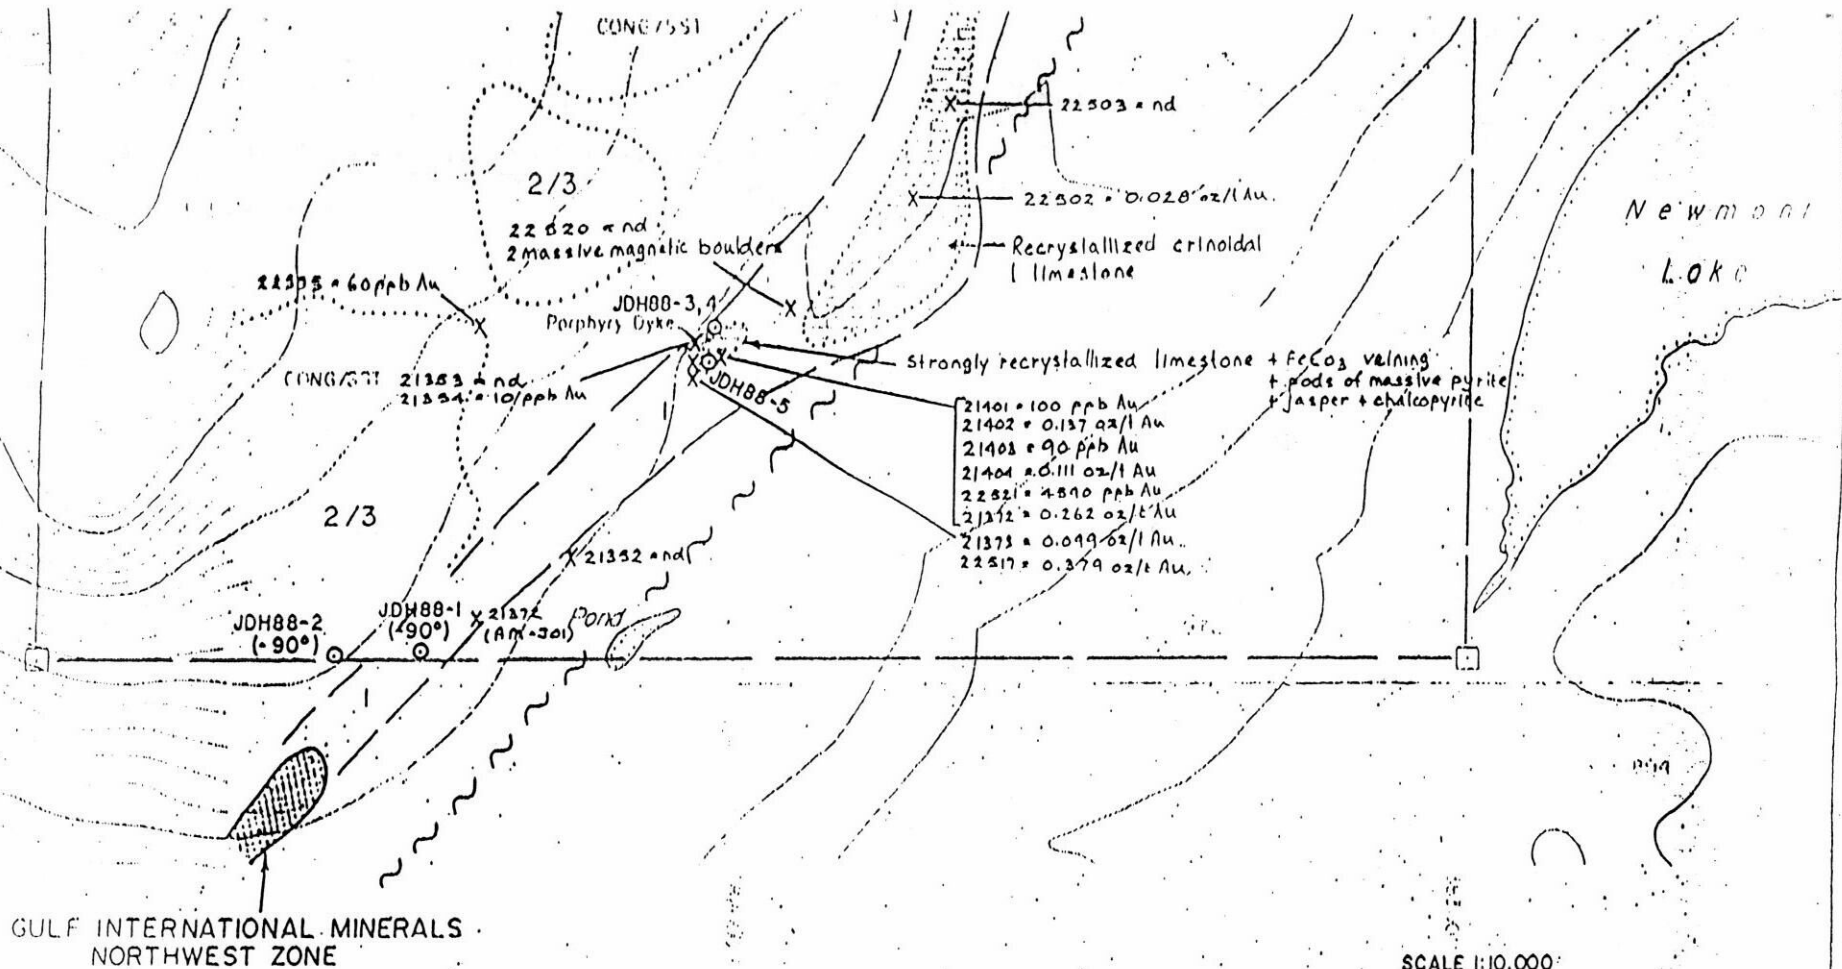 CONG/SST
22503 = nd
2/3
22502 = 0.028 oz/t Au.
Newmont
Lake
22520 = nd
2 massive magnetic boulders
Recrystallized crinoidal
limestone
= 60 ppb Au
JDH88-3,4
Porphyry Dyke
Strongly recrystallized limestone + FeCO3 veining
+ pods of massive pyrite
+ jasper + chalcopyrite
CONG/SST
21353 = nd
21354 = 10 ppb Au
JDH88-5
21401 = 100 ppb Au
21402 = 0.137 oz/t Au
21403 = 90 ppb Au
21404 = 0.111 oz/t Au
22521 = 4540 ppb Au
21372 = 0.262 oz/t Au
21373 = 0.099 oz/t Au.
22517 = 0.379 oz/t Au.
2/3
21352 = nd
JDH88-2
(-90°)
JDH88-1
(-90°)
21372
Pond
GULF INTERNATIONAL MINERALS
NORTHWEST ZONE
SCALE 1:10,000